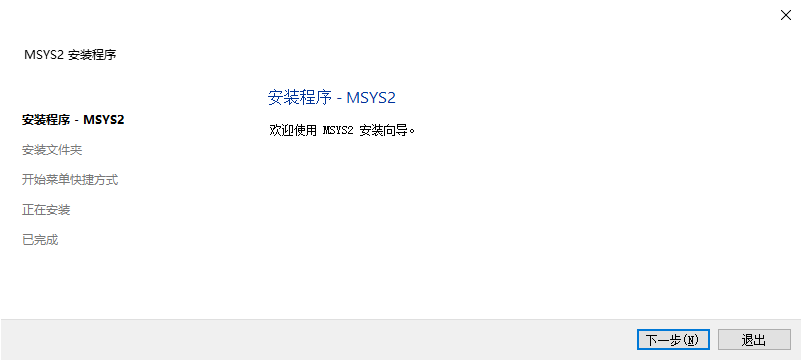 MSYS2 安装程序
安装程序 - MSYS2
安装文件夹
开始菜单快捷方式
正在安装
已完成
安装程序 - MSYS2
欢迎使用 MSYS2 安装向导。
下一步(N)
退出